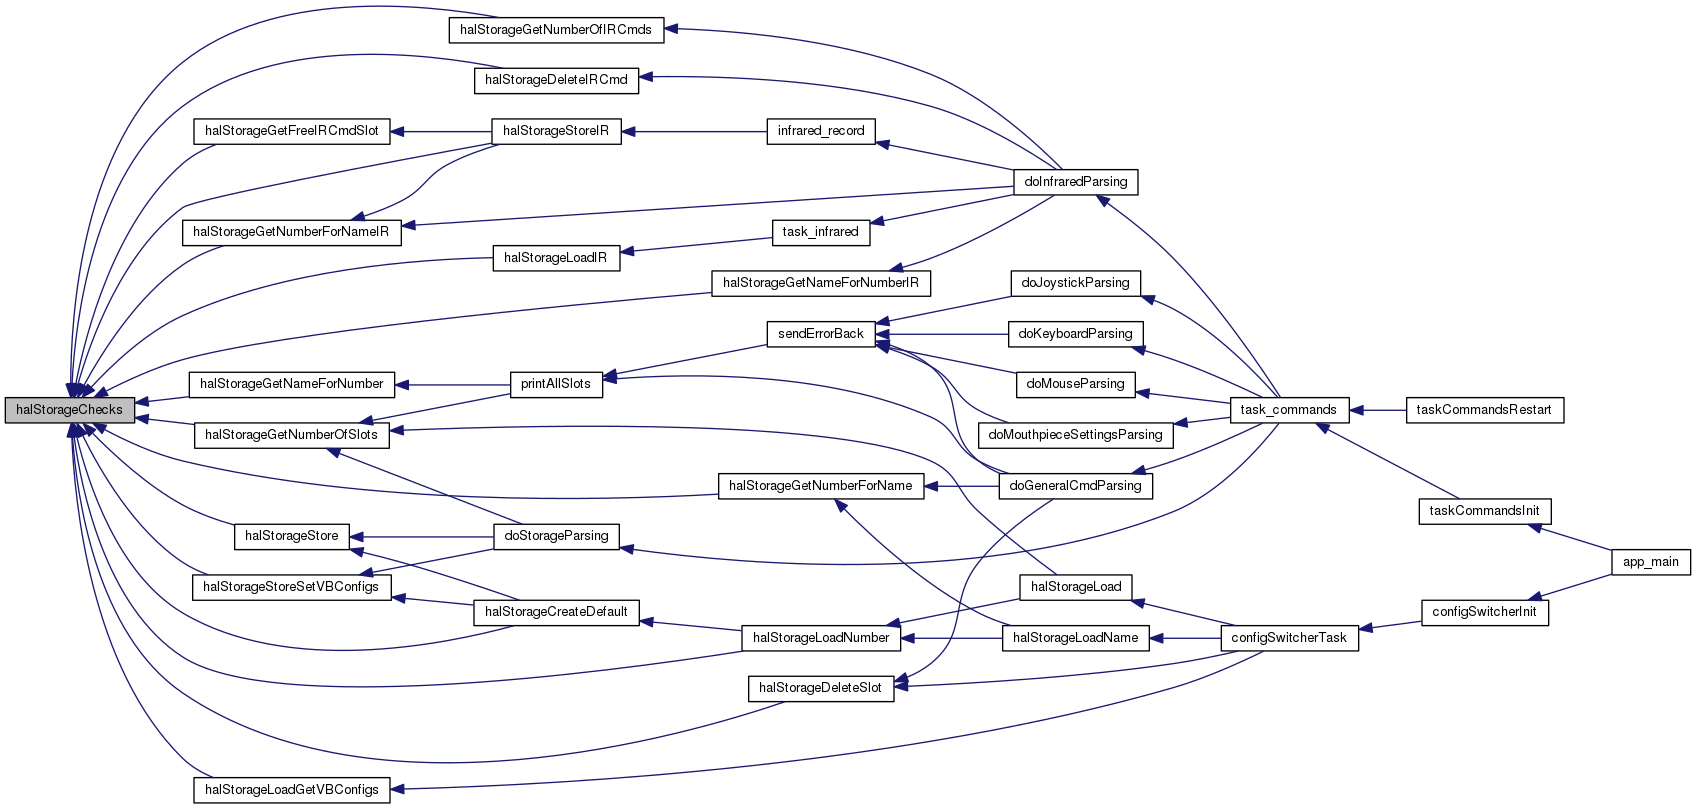 halStorageGetNumberOfIRCmds
halStorageDeleteIRCmd
halStorageGetFreeIRCmdSlot
halStorageStoreIR
infrared_record
doInfraredParsing
halStorageGetNumberForNameIR
task_infrared
halStorageLoadIR
halStorageGetNameForNumberIR
doJoystickParsing
sendErrorBack
doKeyboardParsing
halStorageGetNameForNumber
printAllSlots
doMouseParsing
halStorageChecks
task_commands
taskCommandsRestart
halStorageGetNumberOfSlots
doMouthpieceSettingsParsing
halStorageGetNumberForName
doGeneralCmdParsing
taskCommandsInit
halStorageStore
doStorageParsing
app_main
halStorageStoreSetVBConfigs
halStorageLoad
halStorageCreateDefault
configSwitcherInit
halStorageLoadNumber
halStorageLoadName
configSwitcherTask
halStorageDeleteSlot
halStorageLoadGetVBConfigs